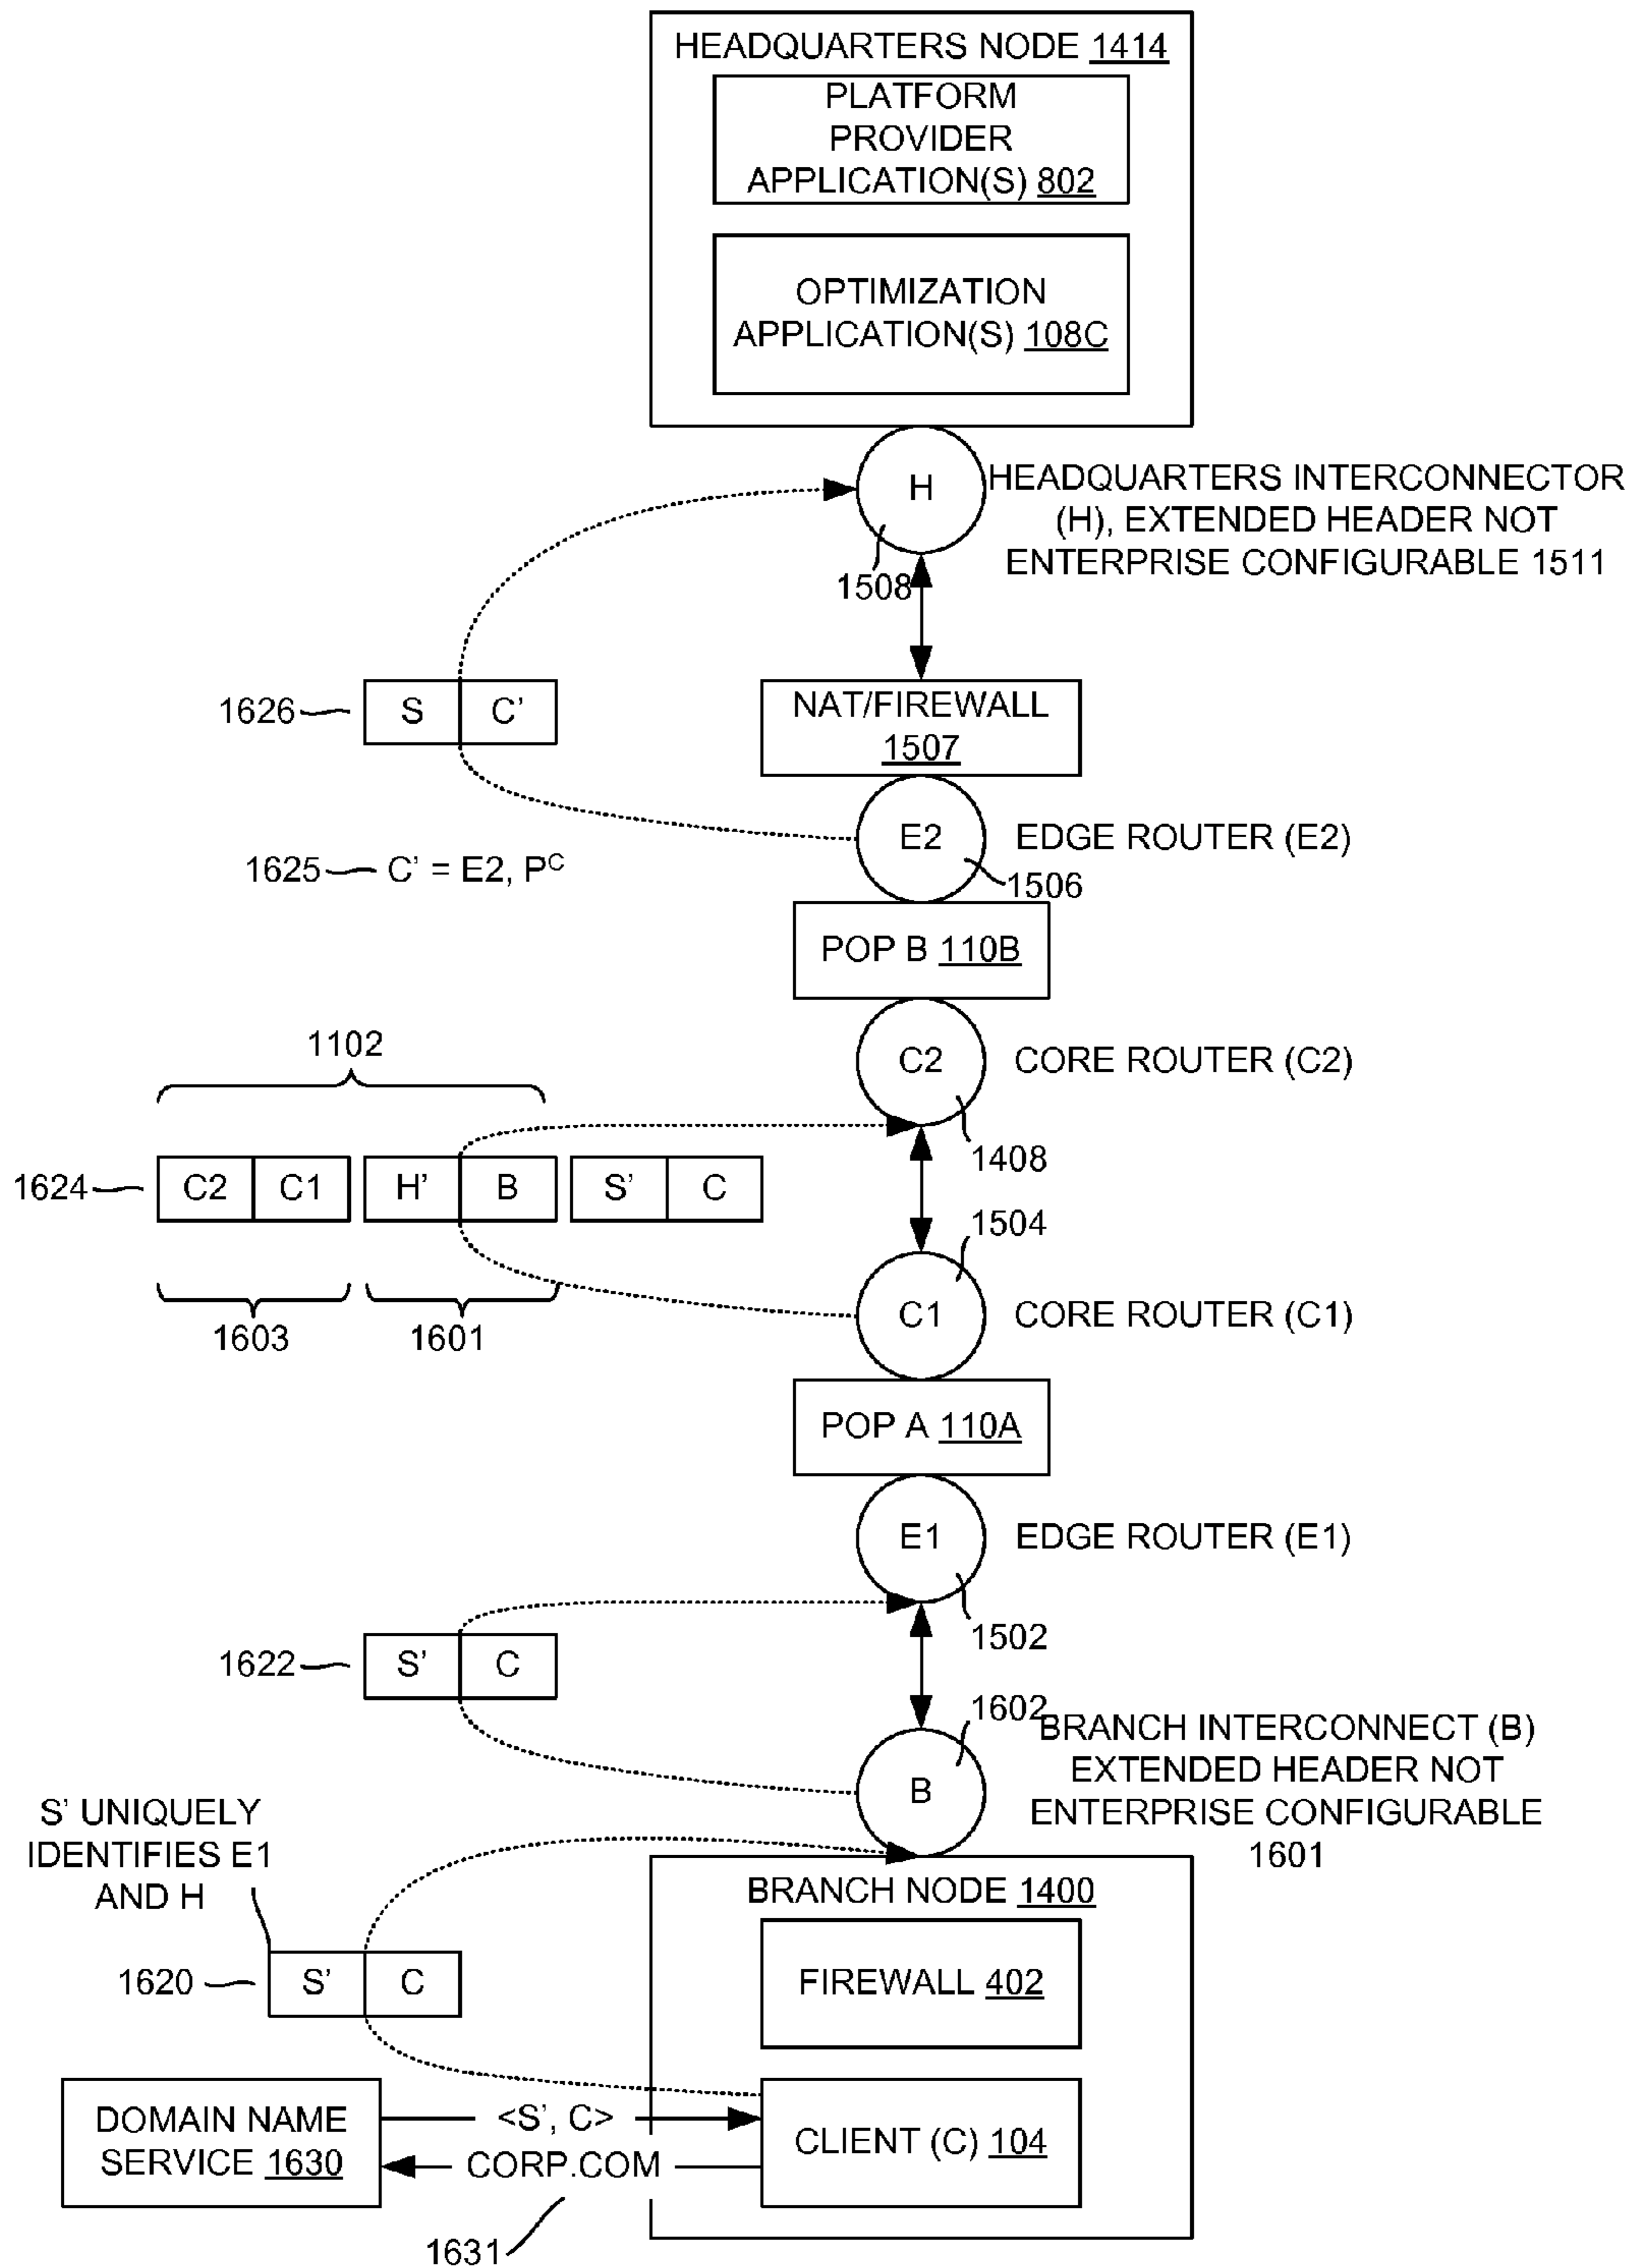 HEADQUARTERS NODE 1414
PLATFORM
PROVIDER
APPLICATION(S) 802
OPTIMIZATION
APPLICATION(S) 108C
H
HEADQUARTERS INTERCONNECTOR
(H), EXTENDED HEADER NOT
ENTERPRISE CONFIGURABLE 1511
1508
1626
S
C'
NAT/FIREWALL
1507
E2
EDGE ROUTER (E2)
1625
C' = E2, Pᶜ
1506
POP B 110B
1102
C2
CORE ROUTER (C2)
1408
1624
C2
C1
H'
B
S'
C
1504
1603
1601
C1
CORE ROUTER (C1)
POP A 110A
E1
EDGE ROUTER (E1)
1502
1622
S'
C
1602
BRANCH INTERCONNECT (B)
EXTENDED HEADER NOT
ENTERPRISE CONFIGURABLE
1601
B
S' UNIQUELY
IDENTIFIES E1
AND H
BRANCH NODE 1400
1620
S'
C
FIREWALL 402
DOMAIN NAME
SERVICE 1630
<S', C>
CORP.COM
CLIENT (C) 104
1631